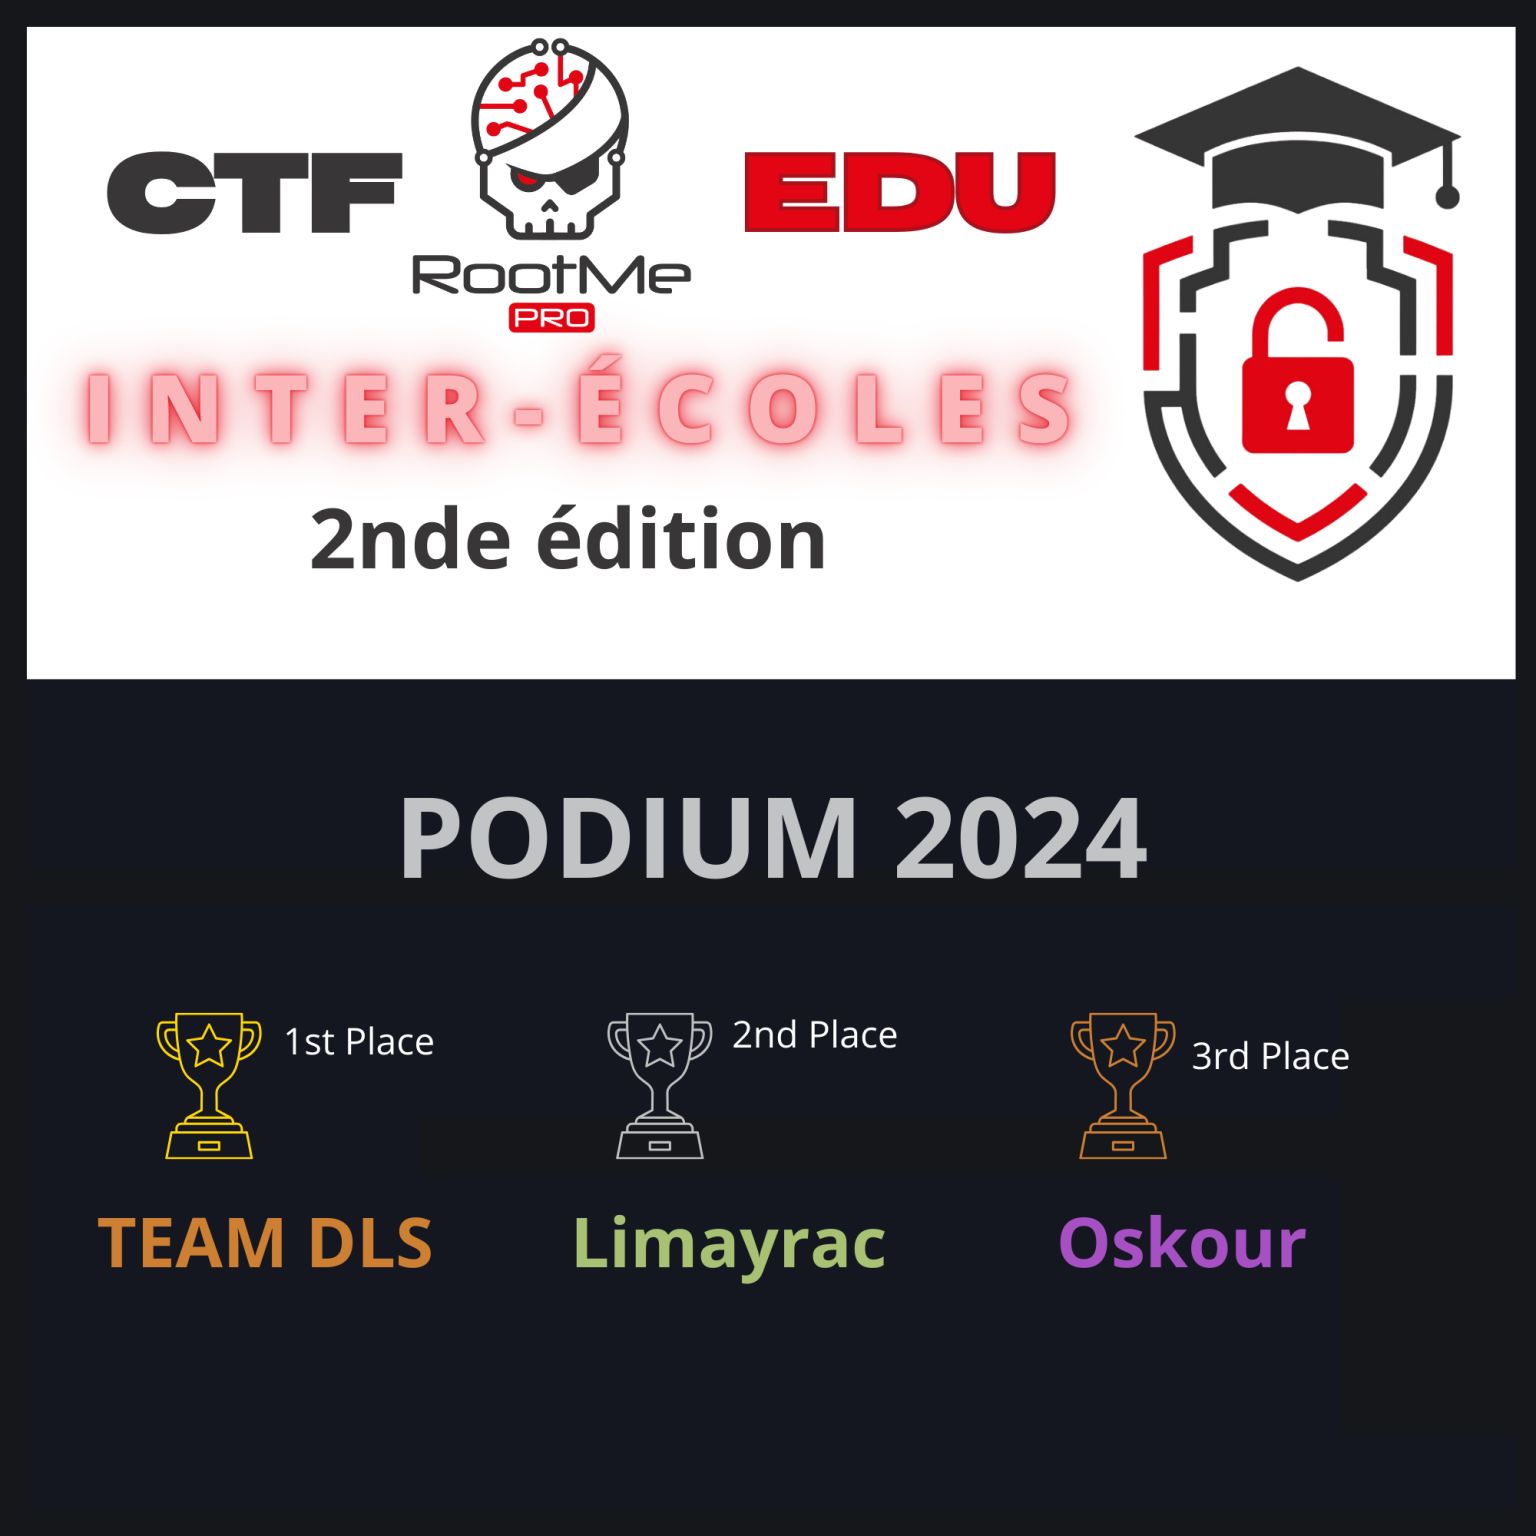 CTF EDU
RootMe
PRO
INTER-ÉCOLES
2nde édition
PODIUM 2024
1st Place
2nd Place
3rd Place
TEAM DLS
Limayrac
Oskour